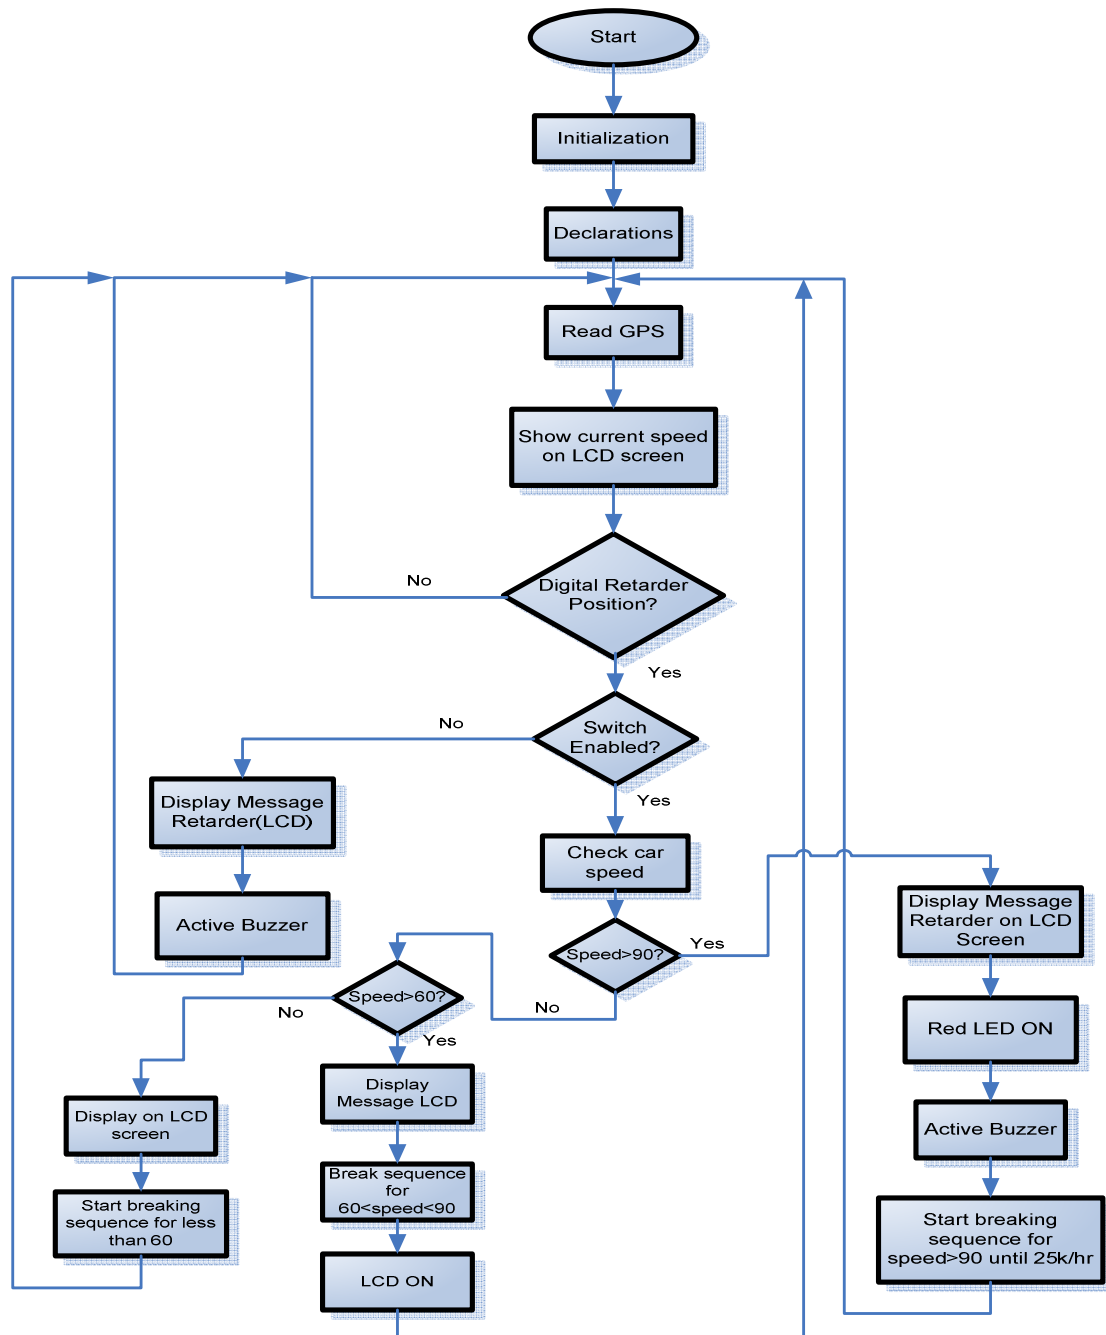 Start
Initialization
Declarations
Read GPS
Show current speed
on LCD screen
Digital Retarder
Position?
No
Yes
Switch
Enabled?
No
Yes
Display Message
Retarder(LCD)
Active Buzzer
Check car
speed
Speed>90?
Yes
No
Display Message
Retarder on LCD
Screen
Red LED ON
Active Buzzer
Start breaking
sequence for
speed>90 until 25k/hr
Speed>60?
No
Yes
Display
Message LCD
Break sequence
for
60<speed<90
LCD ON
Display on LCD
screen
Start breaking
sequence for less
than 60